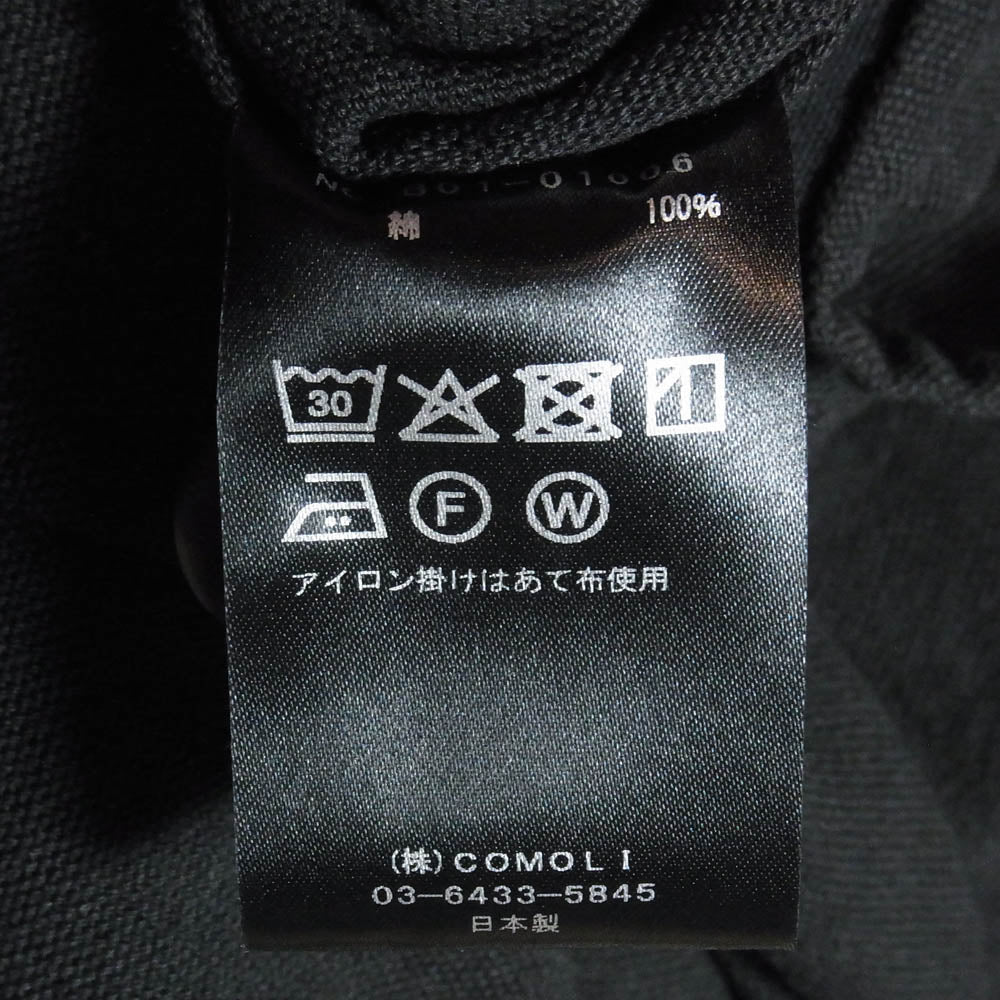 綿 100%
30
F W
アイロン掛けはあて布使用
(株)COMOLI
03-6433-5845
日本製